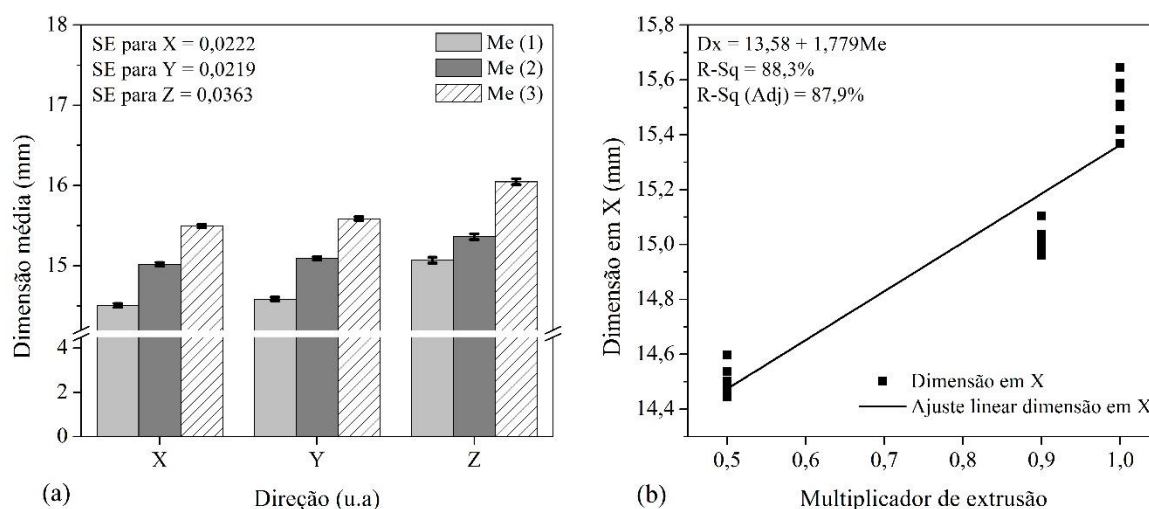 SE para X = 0,0222
SE para Y = 0,0219
SE para Z = 0,0363
Me (1)
Me (2)
Me (3)
Dimensão média (mm)
18
17
16
15
4
2
0
X Y Z
(a)
Direção (u.a)
Dx = 13,58 + 1,779Me
R-Sq = 88,3%
R-Sq (Adj) = 87,9%
Dimensão em X (mm)
15,8
15,8
15,6
15,4
15,2
15,0
14,8
14,6
14,4
Dimensão em X
Ajuste linear dimensão em X
0,5 0,6 0,7 0,8 0,9 1,0
(b)
Multiplicador de extrusão